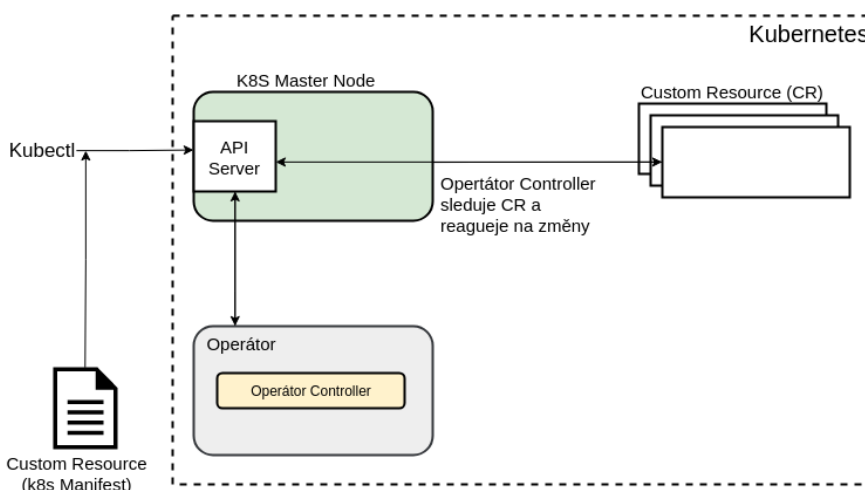 Kubernetes
K8S Master Node
Custom Resource (CR)
Kubectl
API
Server
Opertátor Controller
sleduje CR a
reagueje na změny
Operátor
Operátor Controller
Custom Resource
(k8s Manifest)